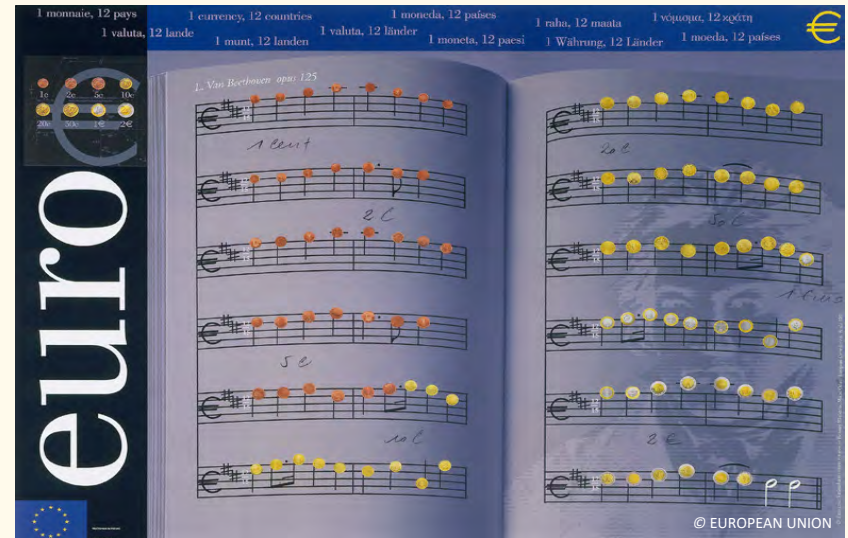 1 monnaie, 12 pays
1 currency, 12 countries
1 moneda, 12 países
1 raha, 12 maata
1 νόμισμα, 12 κράτη
€
1 valuta, 12 lande
1 munt, 12 landen
1 valuta, 12 länder
1 moneta, 12 paesi
1 Währung, 12 Länder
1 moeda, 12 países
1c 2c 5c 10c
20c 50c 1€ 2€
€
euro
L. Van Beethoven opus 125
1 cent
2 C
5 C
10 C
20 C
50 C
1 Euro
2 €
© EUROPEAN UNION